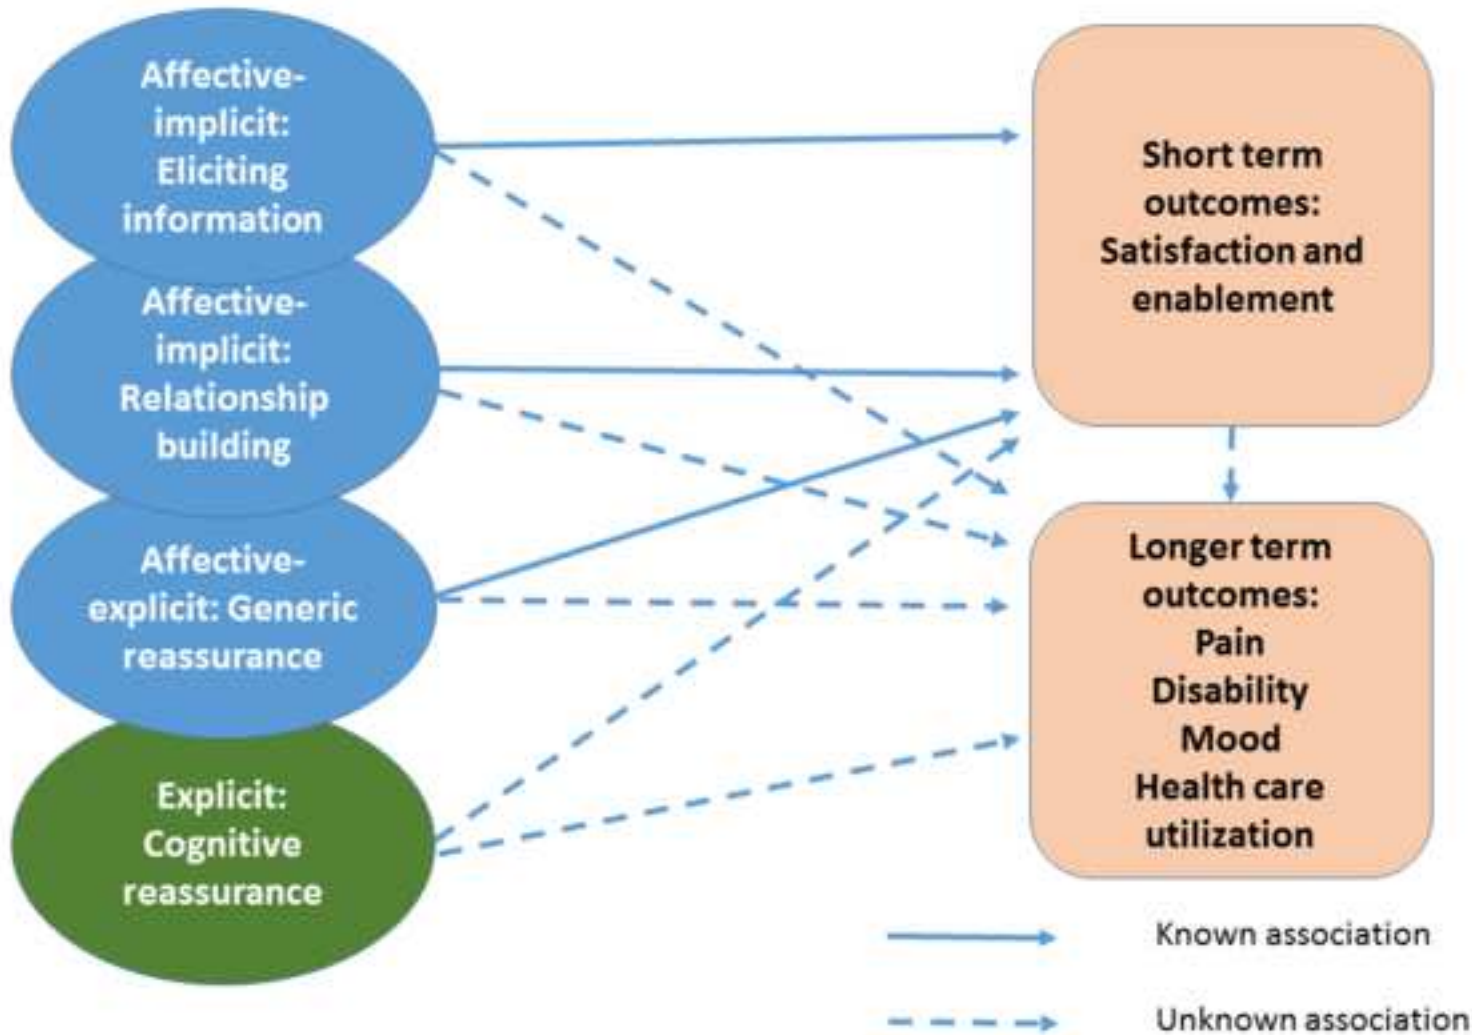 Affective-
implicit:
Eliciting
information
Affective-
implicit:
Relationship
building
Affective-
explicit: Generic
reassurance
Explicit:
Cognitive
reassurance
Short term
outcomes:
Satisfaction and
enablement
Longer term
outcomes:
Pain
Disability
Mood
Health care
utilization
Known association
Unknown association